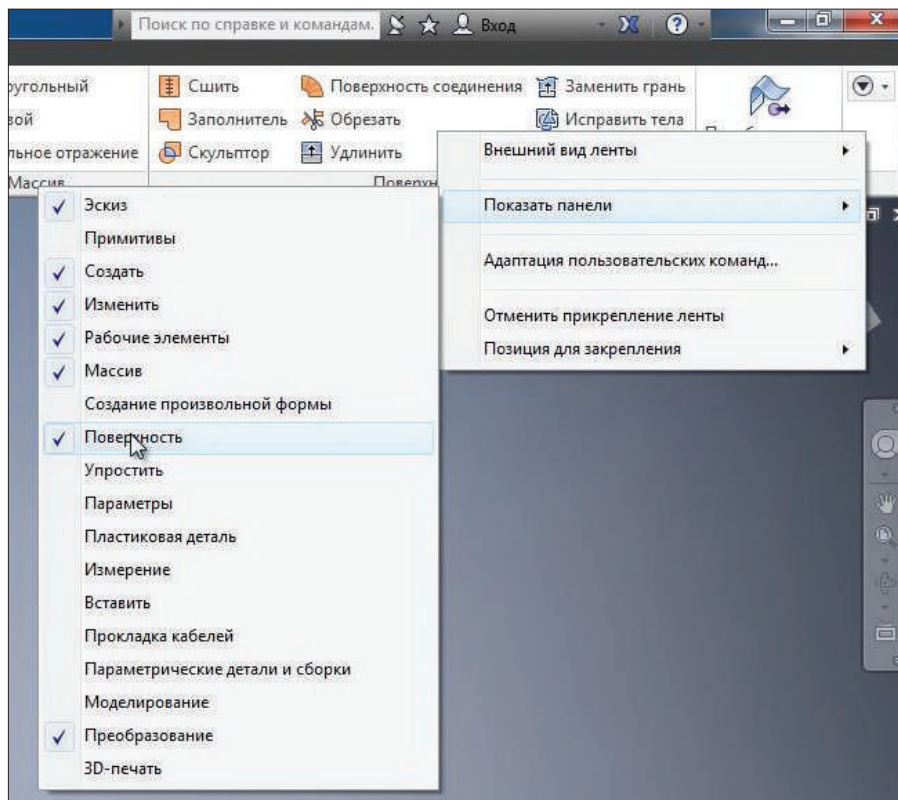 Поиск по справке и командам.
Вход
Сшить
Поверхность соединения
Заменить грань
Заполнитель
Обрезать
Исправить тела
льное отражение
Скульптор
Удлинить
Массив
Внешний вид ленты
Показать панели
Адаптация пользовательских команд...
Отменить прикрепление ленты
Позиция для закрепления
Эскиз
Примитивы
Создать
Изменить
Рабочие элементы
Массив
Создание произвольной формы
Поверхность
Упростить
Параметры
Пластиковая деталь
Измерение
Вставить
Прокладка кабелей
Параметрические детали и сборки
Моделирование
Преобразование
3D-печать